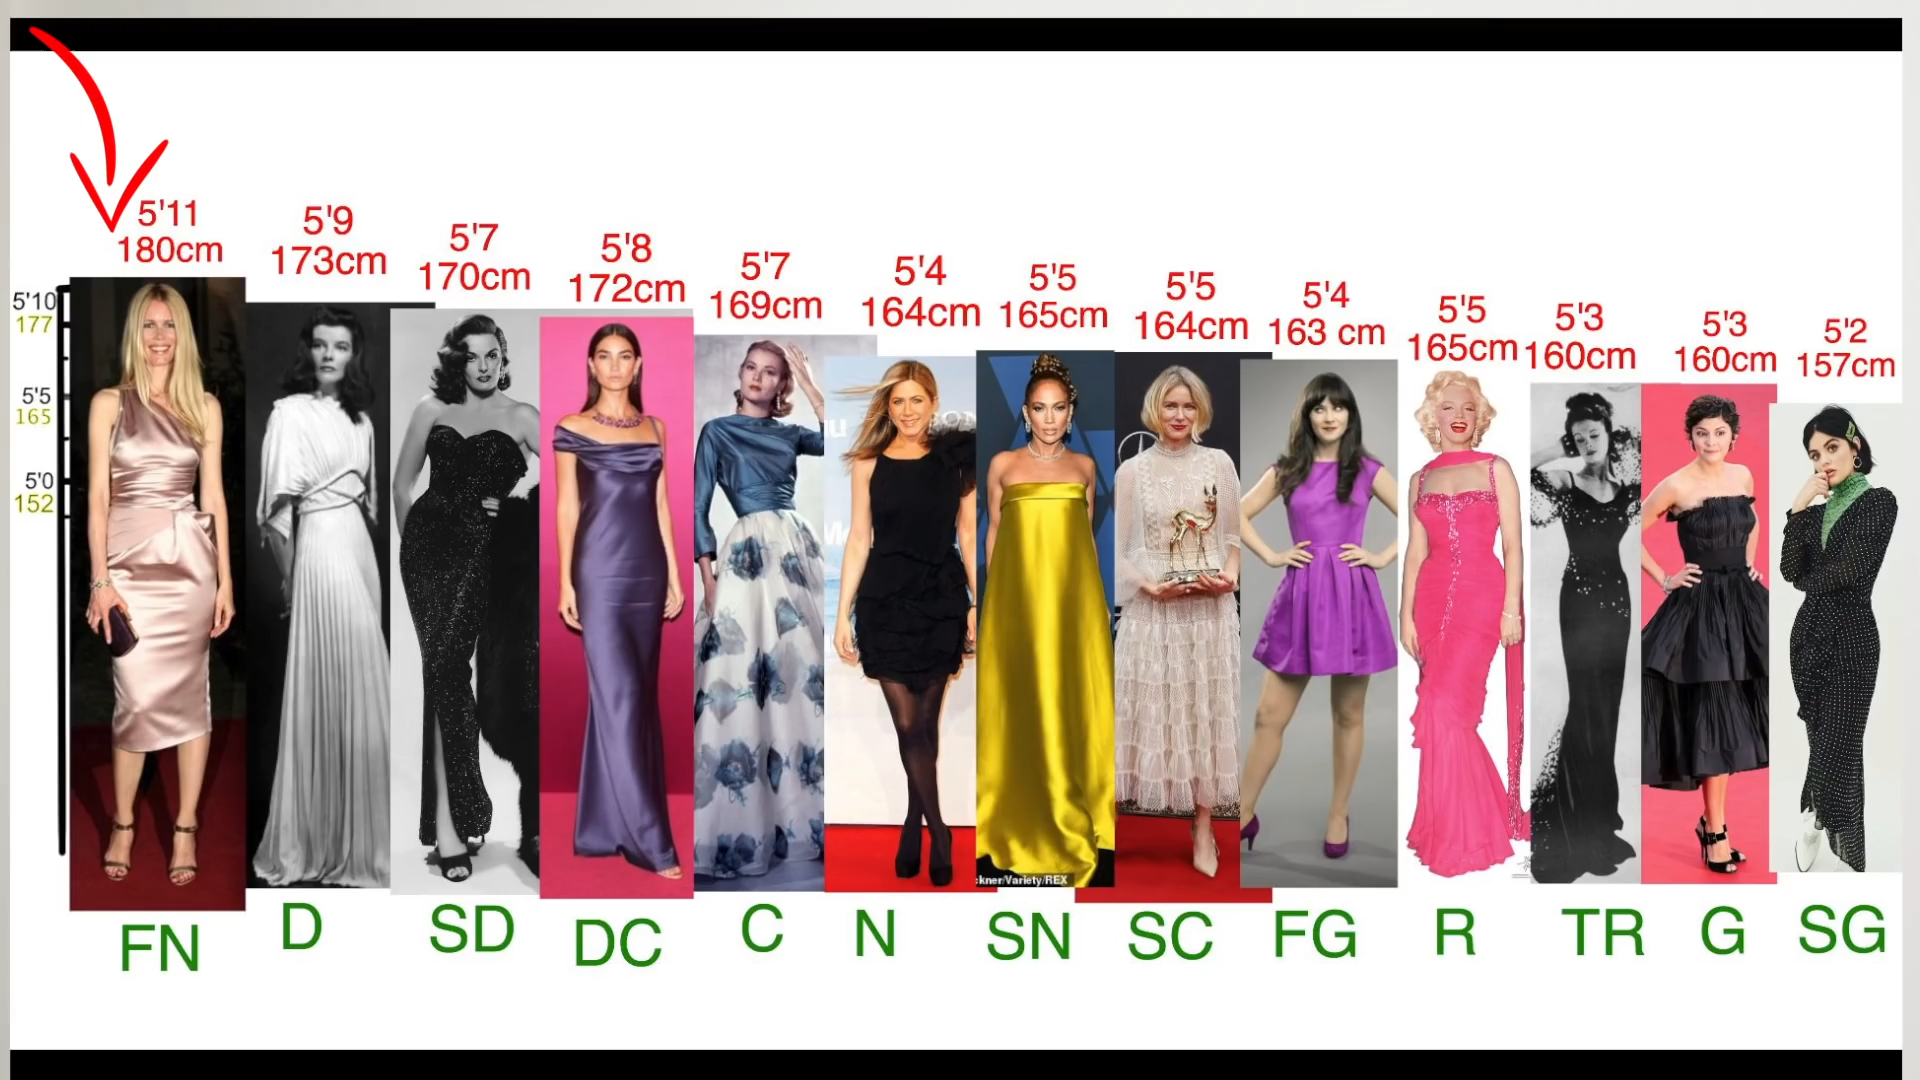 5'11
180cm
5'9
173cm
5'7
170cm
5'8
172cm
5'7
169cm
5'4
164cm
5'5
165cm
5'5
164cm
5'4
163 cm
5'5
165cm
5'3
160cm
5'3
160cm
5'2
157cm
5'10
177
5'5
165
5'0
152
ckner/Variety/REX
FN
D
SD
DC
C
N
SN
SC
FG
R
TR
G
SG